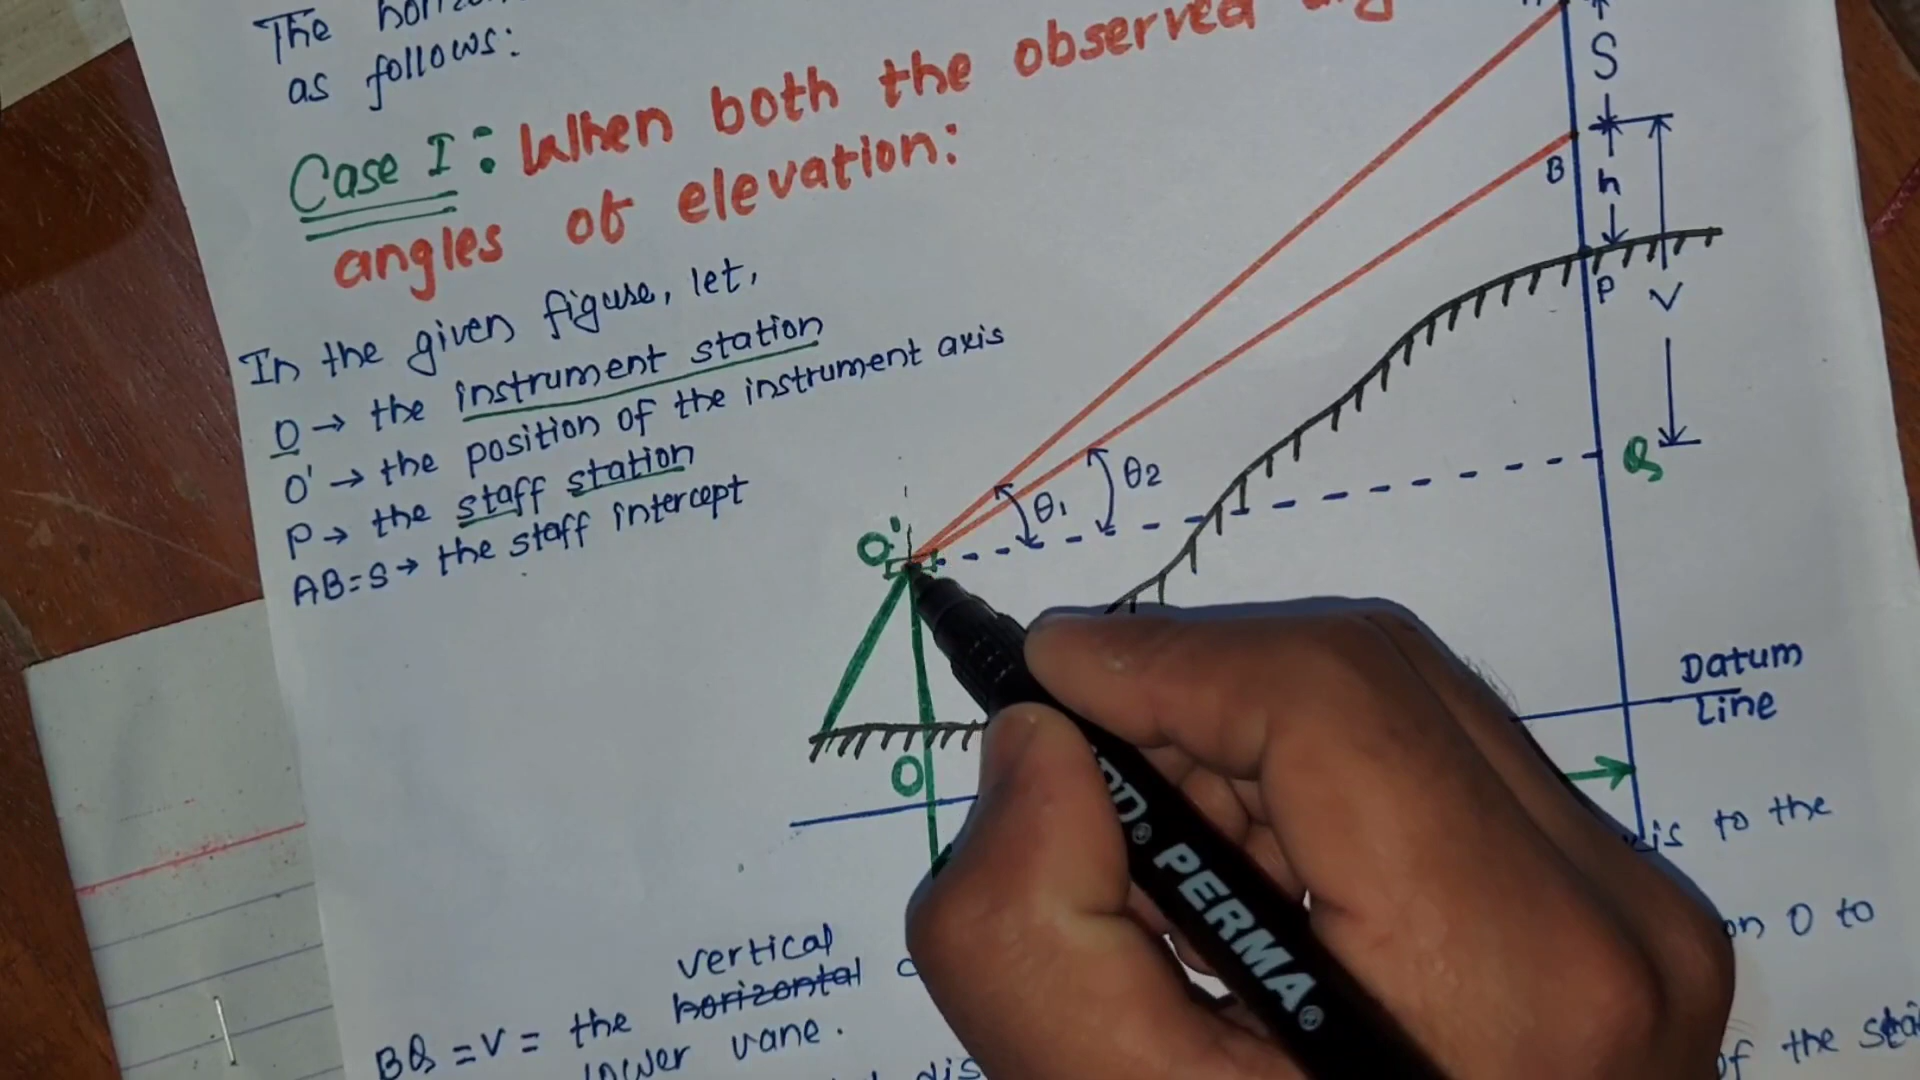 The
as follows:
Case I: When both the observed
angles of elevation:
In the given figure, let,
O → the instrument station
O' → the position of the instrument axis
P → the staff station
AB=S → the staff intercept
S
B
h
P
V
θ1
θ2
Q
O'
O
Datum
Line
to the
on O to
vertical
horizontal
BQ = V = the
lower vane.
of the
PERMA